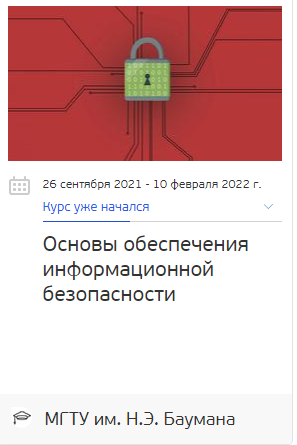 26 сентября 2021 - 10 февраля 2022 г.
Курс уже начался
Основы обеспечения
информационной
безопасности
МГТУ им. Н.Э. Баумана